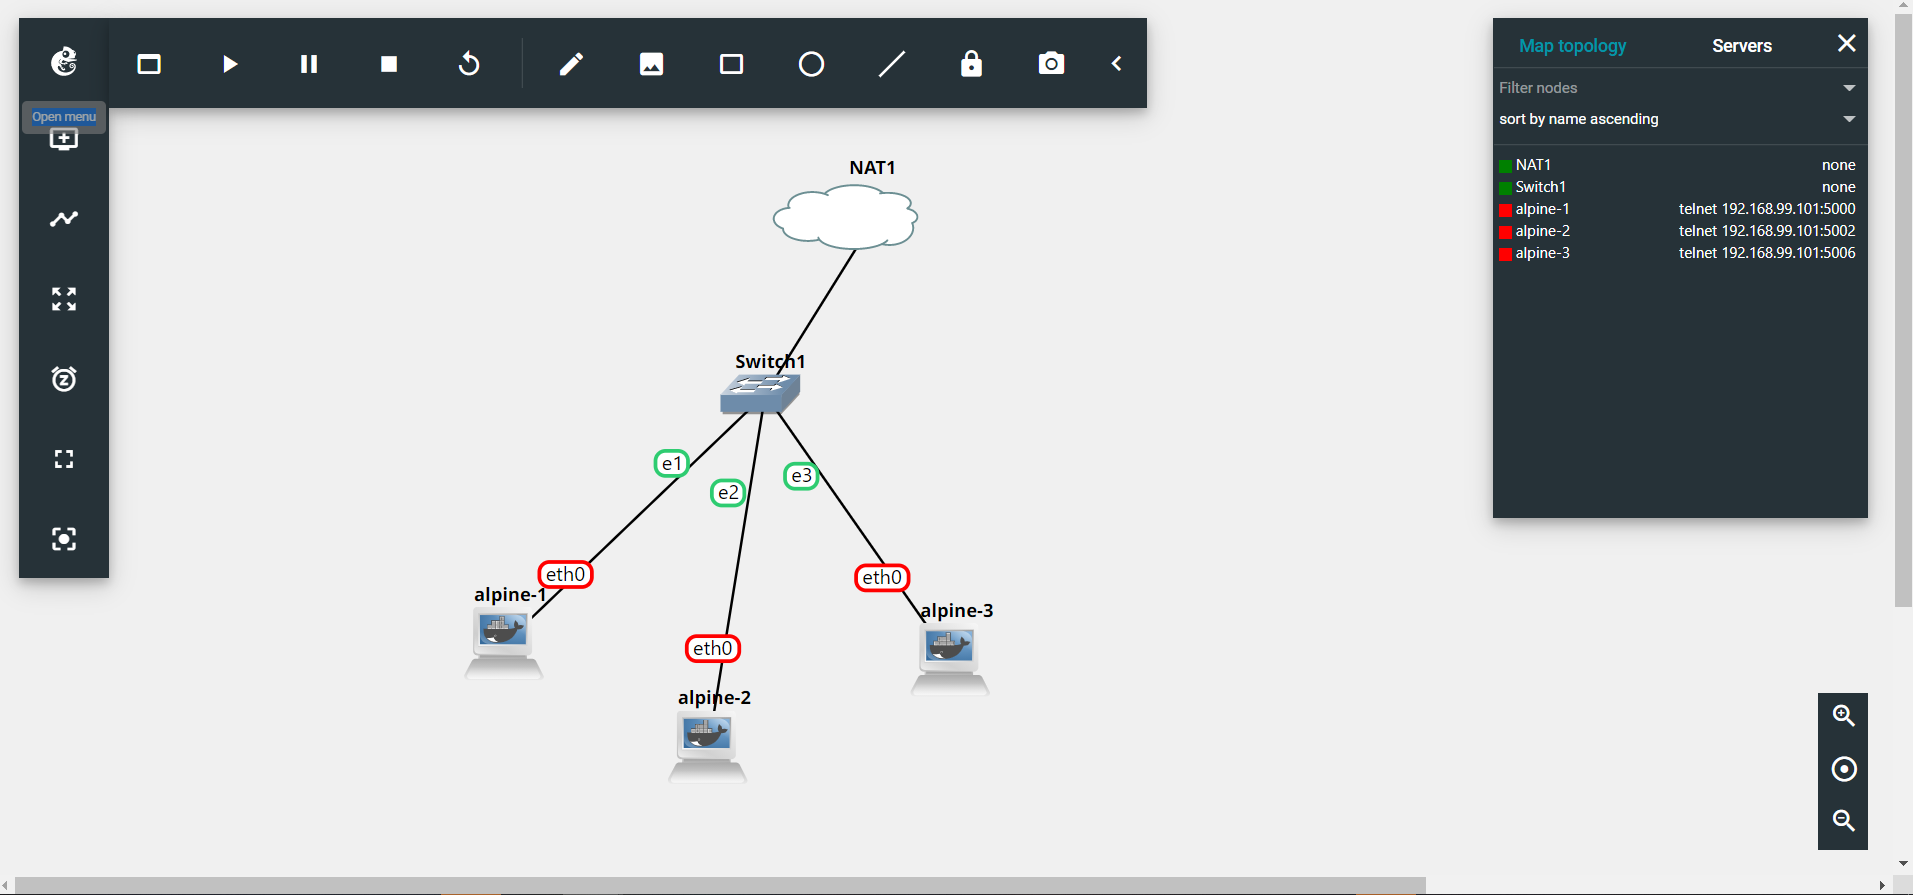 Open menu
Map topology Servers
Filter nodes
sort by name ascending
NAT1 none
Switch1 none
alpine-1 telnet 192.168.99.101:5000
alpine-2 telnet 192.168.99.101:5002
alpine-3 telnet 192.168.99.101:5006
NAT1
Switch1
e1
e2
e3
eth0
eth0
eth0
alpine-1
alpine-3
alpine-2